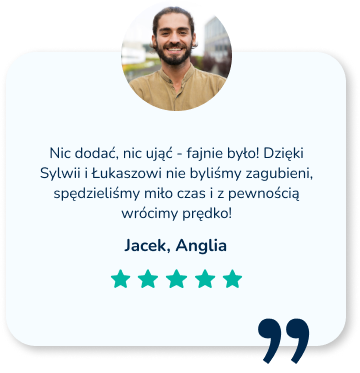 Nic dodać, nic ująć - fajnie było! Dzięki
Sylwii i Łukaszowi nie byliśmy zagubieni,
spędzieliśmy miło czas i z pewnością
wrócimy prędko!
Jacek, Anglia
”